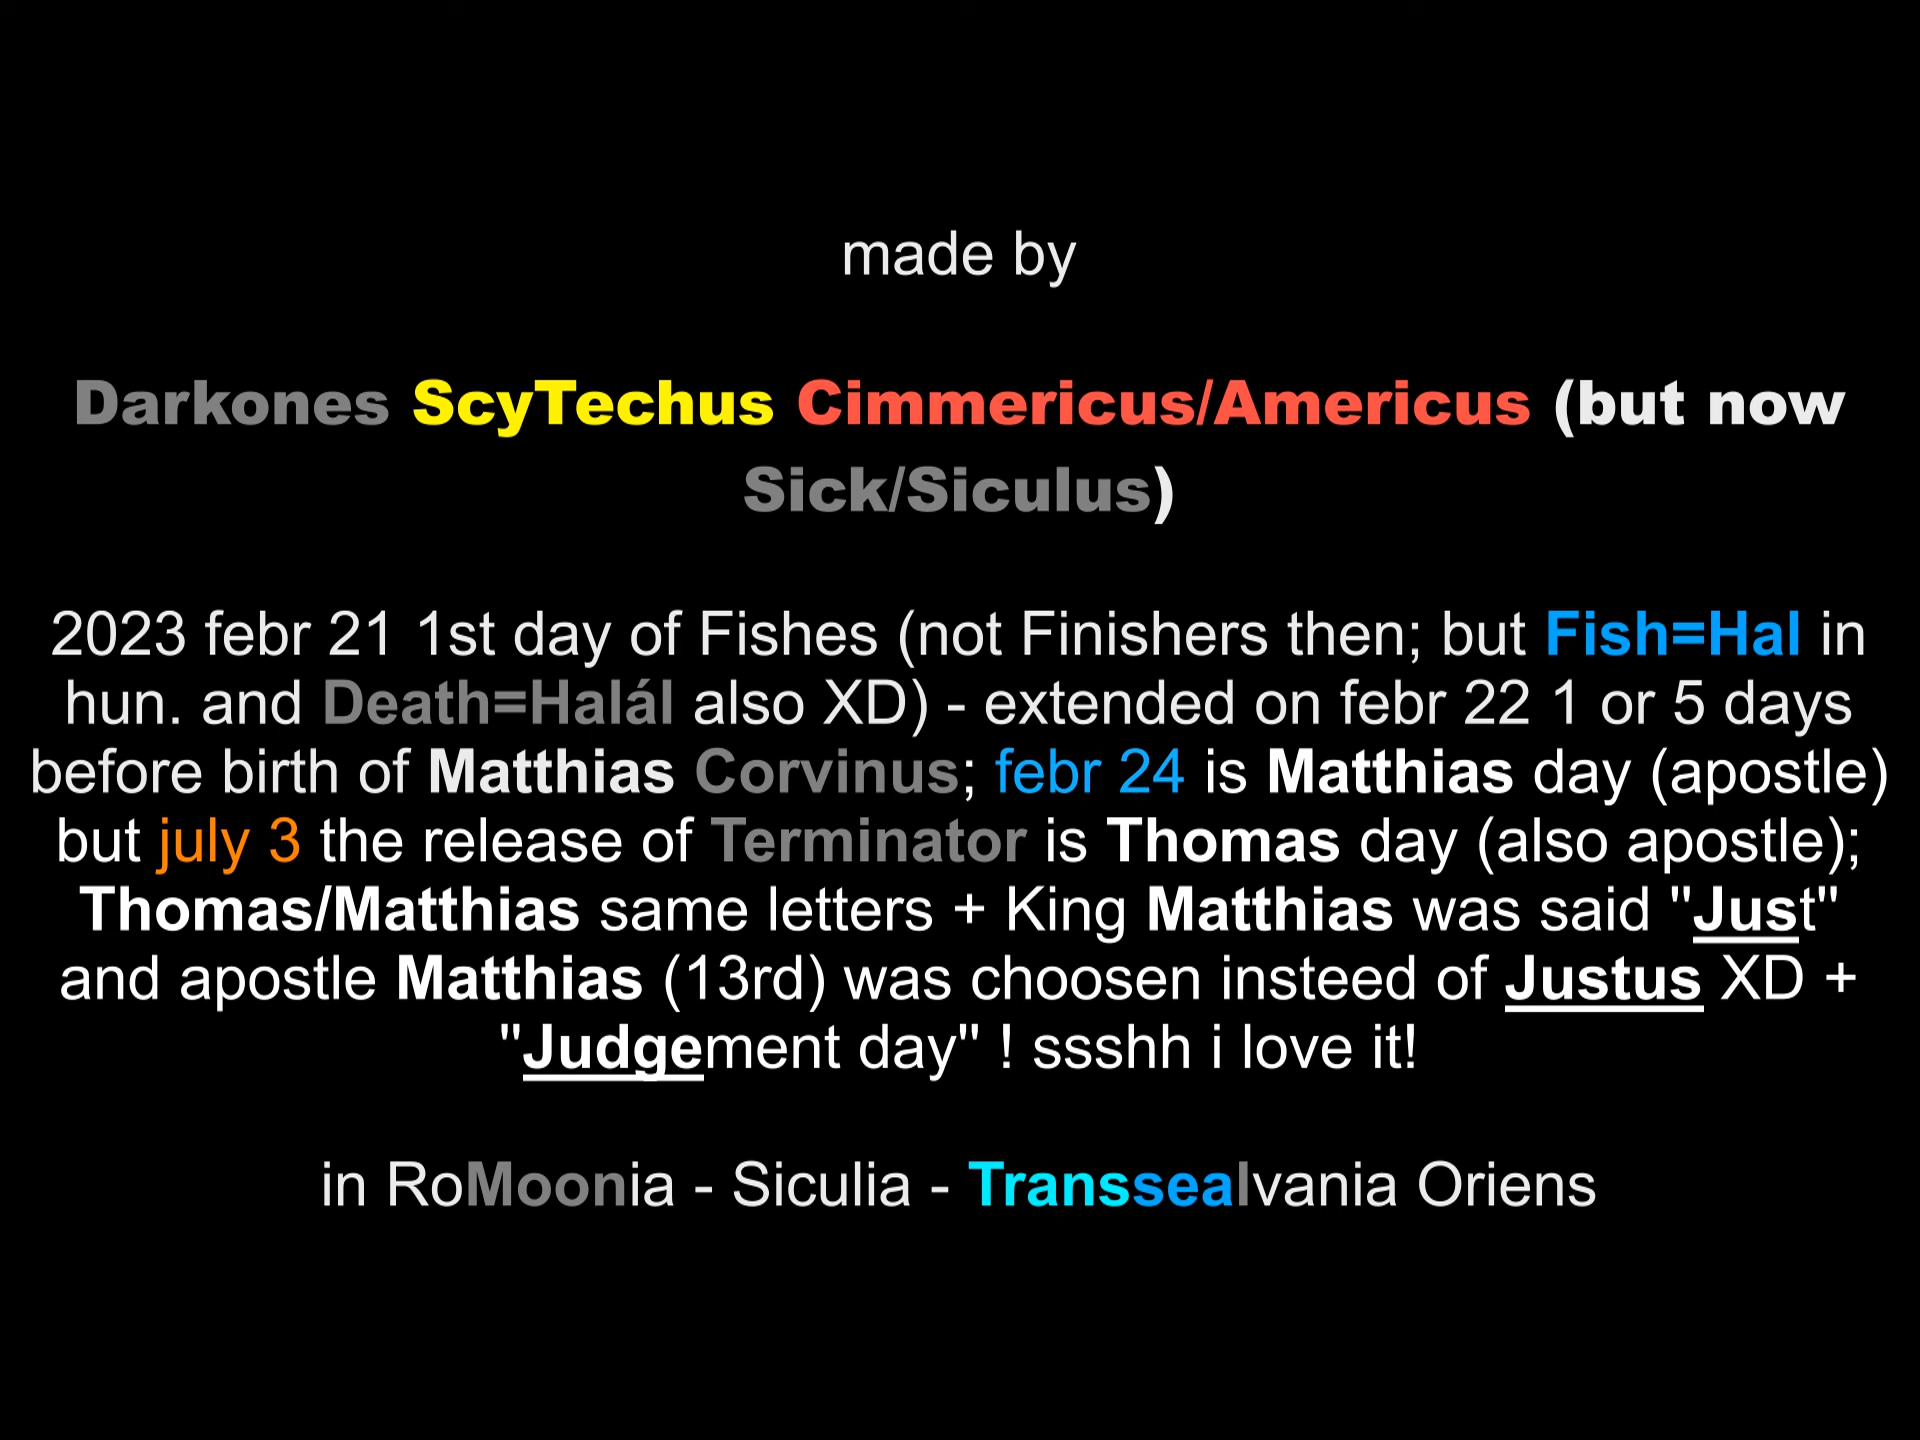 made by
Darkones ScyTechus Cimmericus/Americus (but now
Sick/Siculus)
2023 febr 21 1st day of Fishes (not Finishers then; but Fish=Hal in
hun. and Death=Halál also XD) - extended on febr 22 1 or 5 days
before birth of Matthias Corvinus; febr 24 is Matthias day (apostle)
but july 3 the release of Terminator is Thomas day (also apostle);
Thomas/Matthias same letters + King Matthias was said "Just"
and apostle Matthias (13rd) was choosen insteed of Justus XD +
"Judgement day" ! sssshh i love it!
in RoMoonia - Siculia - Transsealvania Oriens